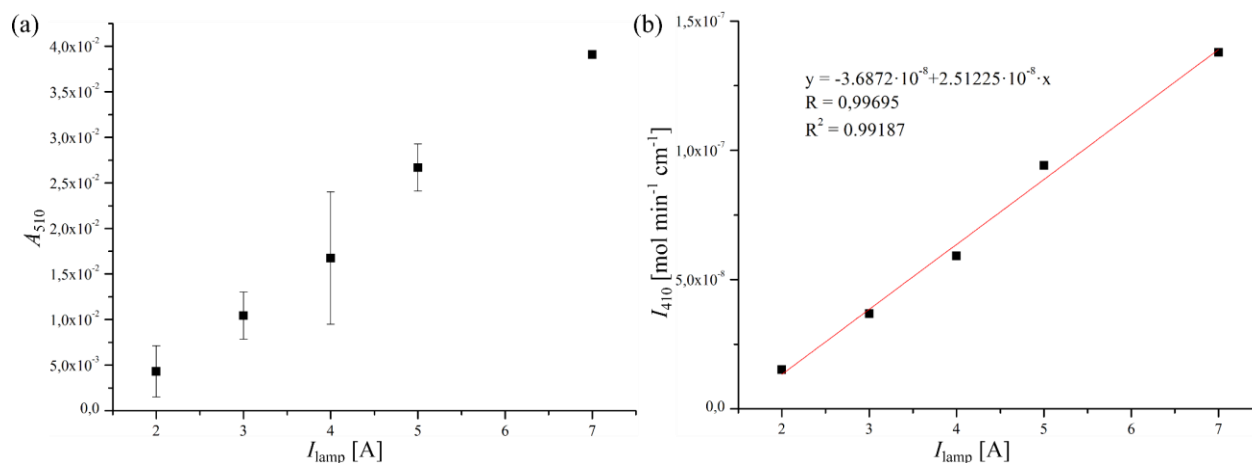 (a)
4,0x10⁻²
3,5x10⁻²
3,0x10⁻²
2,5x10⁻²
2,0x10⁻²
1,5x10⁻²
1,0x10⁻²
5,0x10⁻³
0,0
A₅₁₀
2 3 4 5 6 7
I_lamp [A]
(b)
1,5x10⁻⁷
1,0x10⁻⁷
5,0x10⁻⁸
0,0
I₄₁₀ [mol min⁻¹ cm⁻¹]
y = -3.6872·10⁻⁸+2.51225·10⁻⁸·x
R = 0,99695
R² = 0.99187
2 3 4 5 6 7
I_lamp [A]